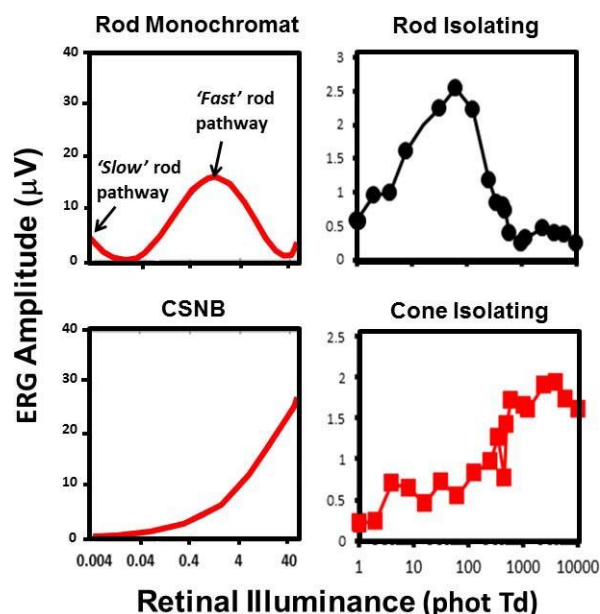 Rod Monochromat
Rod Isolating
40
30
20
10
0
'Fast' rod
pathway
'Slow' rod
pathway
3
2.5
2
1.5
1
0.5
0
ERG Amplitude (μV)
CSNB
Cone Isolating
40
30
20
10
0
0.004 0.04 0.4 4 40
2.5
2
1.5
1
0.5
0
1 10 100 1000 10000
Retinal Illuminance (phot Td)